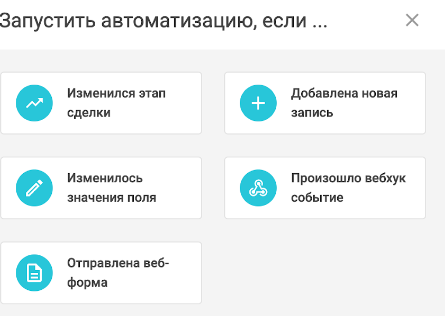 Запустить автоматизацию, если ...
Изменился этап
сделки
Добавлена новая
запись
Изменилось
значения поля
Произошло вебхук
событие
Отправлена веб-
форма